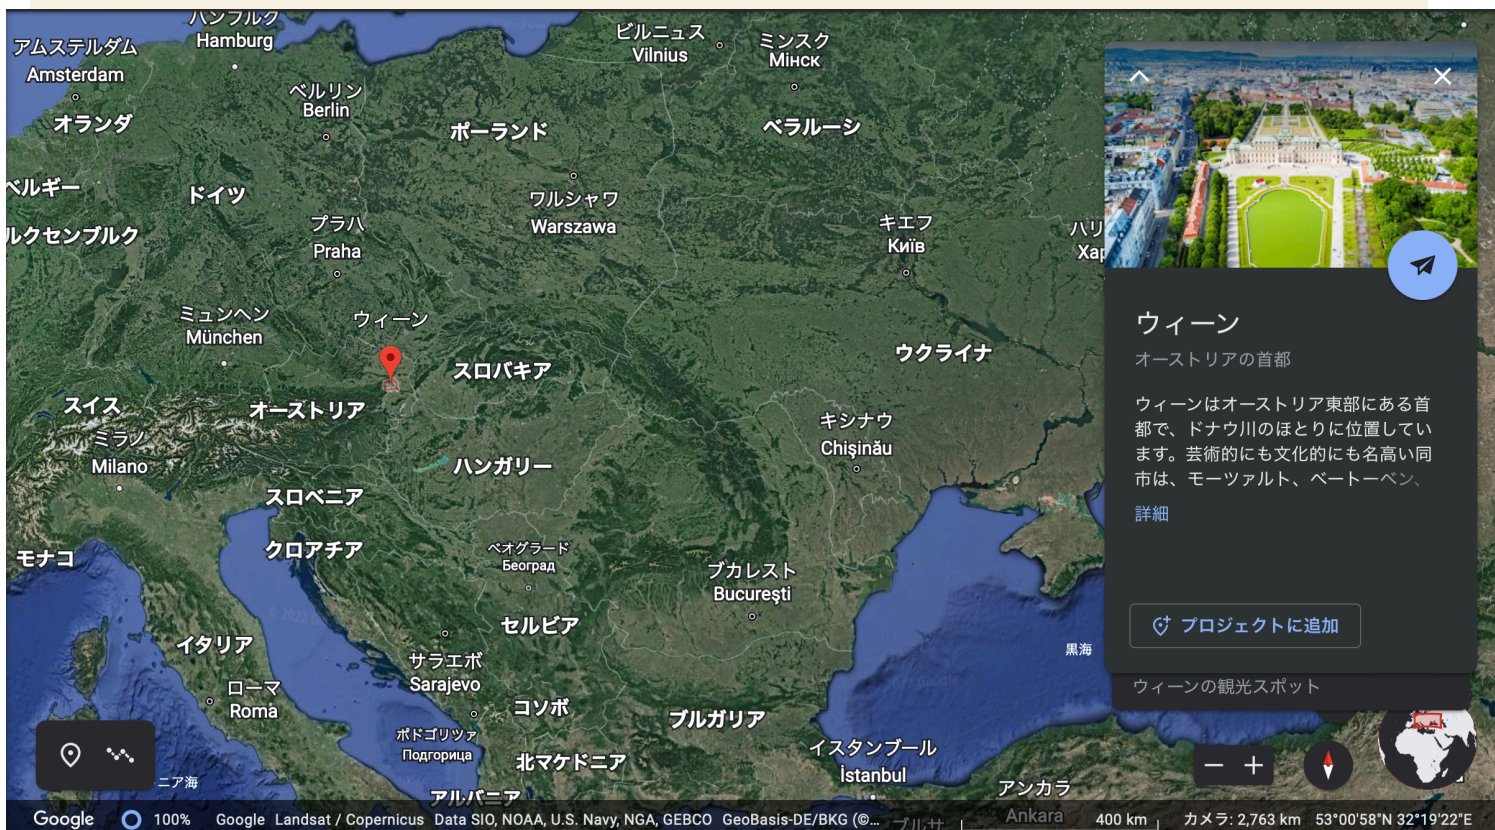 ハンブルク
Hamburg
アムステルダム
Amsterdam
ビルニュス
Vilnius
ミンスク
Мінск
ベルリン
Berlin
オランダ
ポーランド
ベラルーシ
ベルギー
ドイツ
ワルシャワ
Warszawa
ルクセンブルク
プラハ
Praha
キエフ
Київ
ハリ
Хар
ミュンヘン
München
ウィーン
スロバキア
ウクライナ
スイス
オーストリア
ミラノ
Milano
ハンガリー
キシナウ
Chișinău
スロベニア
モナコ
クロアチア
ベオグラード
Београд
ブカレスト
București
セルビア
イタリア
サラエボ
Sarajevo
黒海
ローマ
Roma
コソボ
ブルガリア
ポドゴリツァ
Подгорица
北マケドニア
イスタンブール
İstanbul
ニア海
アルバニア
アンカラ
Ankara
ブルサ
ウィーン
オーストリアの首都
ウィーンはオーストリア東部にある首
都で、ドナウ川のほとりに位置してい
ます。芸術的にも文化的にも名高い同
市は、モーツァルト、ベートーベン、
詳細
プロジェクトに追加
ウィーンの観光スポット
Google 100% Google Landsat / Copernicus Data SIO, NOAA, U.S. Navy, NGA, GEBCO GeoBasis-DE/BKG (©... 400 km カメラ: 2,763 km 53°00'58"N 32°19'22"E